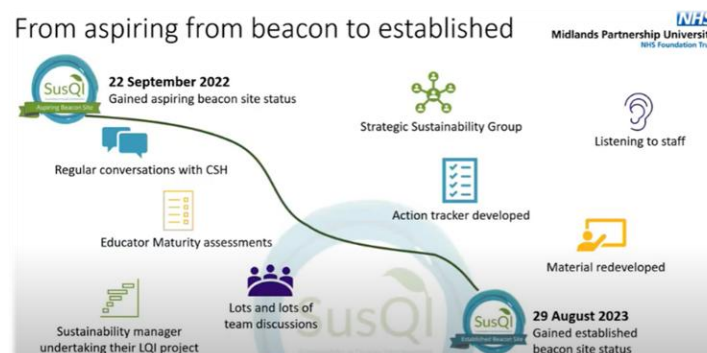 From aspiring from beacon to established
NHS
Midlands Partnership Universit
NHS Foundation Tru
SusQI
Aspiring Beacon Site
22 September 2022
Gained aspiring beacon site status
Strategic Sustainability Group
Listening to staff
Regular conversations with CSH
Action tracker developed
Educator Maturity assessments
Material redeveloped
Lots and lots of
team discussions
Sustainability manager
undertaking their LQI project
SusQI
SusQI
Established Beacon Site
29 August 2023
Gained established
beacon site status